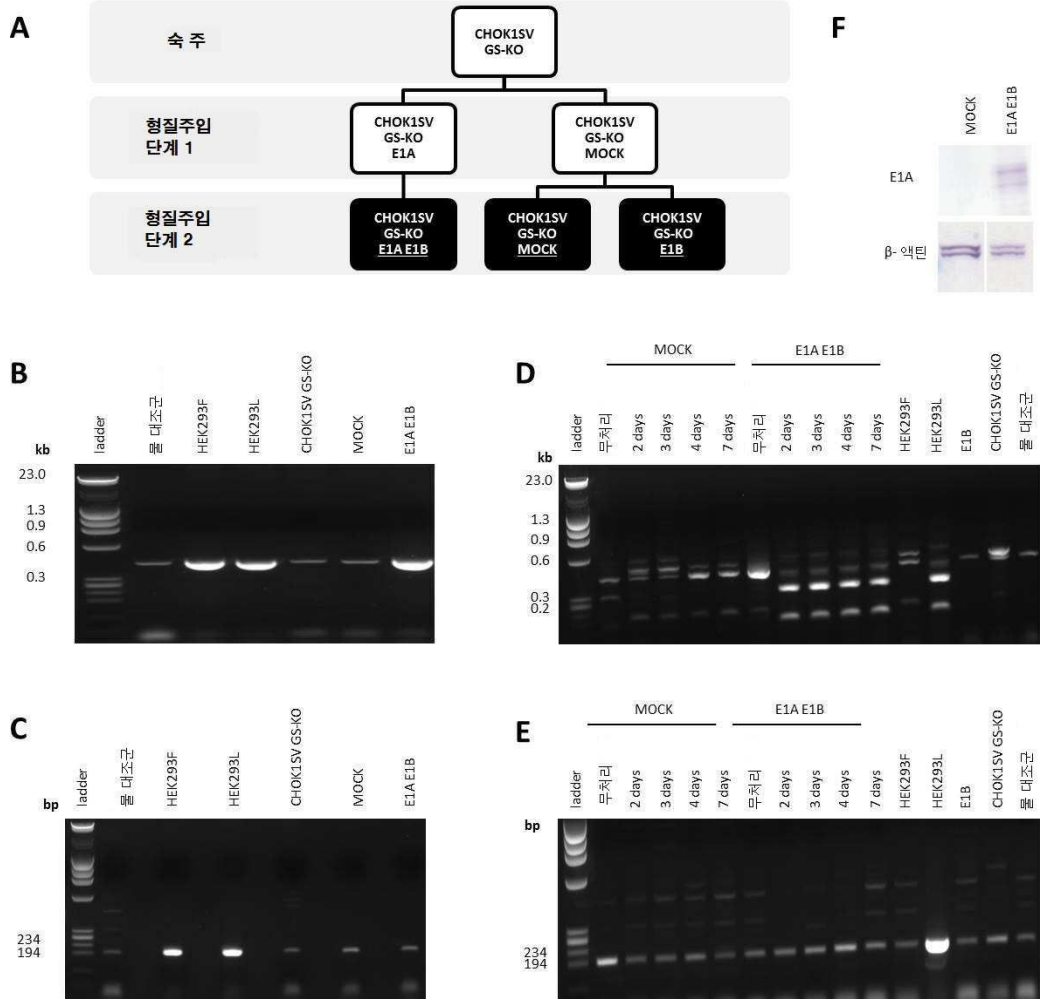 A
숙 주
CHOK1SV
GS-KO
형질주입
단계 1
CHOK1SV
GS-KO
E1A
CHOK1SV
GS-KO
MOCK
형질주입
단계 2
CHOK1SV
GS-KO
E1A E1B
CHOK1SV
GS-KO
MOCK
CHOK1SV
GS-KO
E1B
F
MOCK
E1A E1B
E1A
β- 액틴
B
kb
ladder
물 대조군
HEK293F
HEK293L
CHOK1SV GS-KO
MOCK
E1A E1B
23.0
1.3
0.9
0.6
0.3
D
MOCK
E1A E1B
kb
ladder
무처리
2 days
3 days
4 days
7 days
무처리
2 days
3 days
4 days
7 days
HEK293F
HEK293L
E1B
CHOK1SV GS-KO
물 대조군
23.0
1.3
0.9
0.6
0.3
0.2
C
bp
ladder
물 대조군
HEK293F
HEK293L
CHOK1SV GS-KO
MOCK
E1A E1B
234
194
E
MOCK
E1A E1B
bp
ladder
무처리
2 days
3 days
4 days
7 days
무처리
2 days
3 days
4 days
7 days
HEK293F
HEK293L
E1B
CHOK1SV GS-KO
물 대조군
234
194